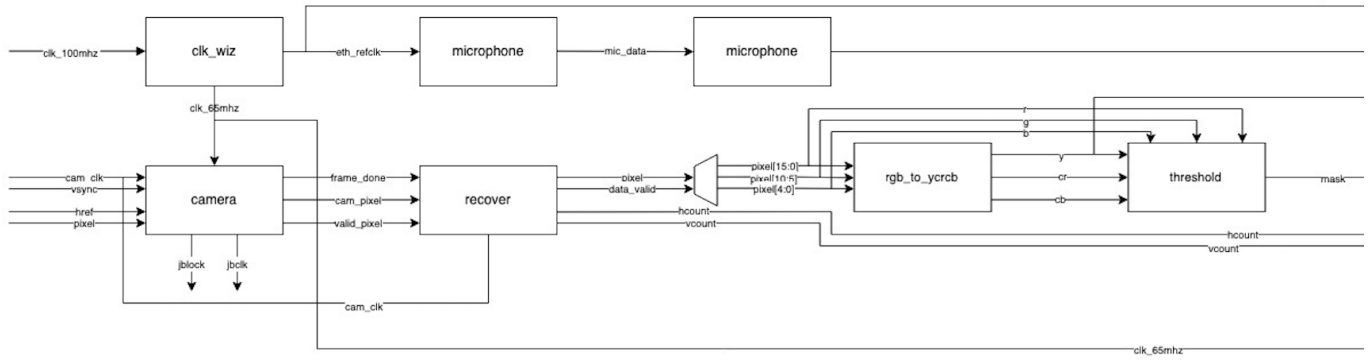 clk_100mhz
clk_wiz
eth_refclk
microphone
mic_data
microphone
clk_65mhz
r
g
b
cam_clk
vsync
href
pixel
camera
frame_done
cam_pixel
valid_pixel
recover
pixel
data_valid
hcount
vcount
pixel[15:0]
pixel[10:5]
pixel[4:0]
rgb_to_ycrcb
y
cr
cb
threshold
mask
hcount
vcount
jblock
jbclk
cam_clk
clk_65mhz